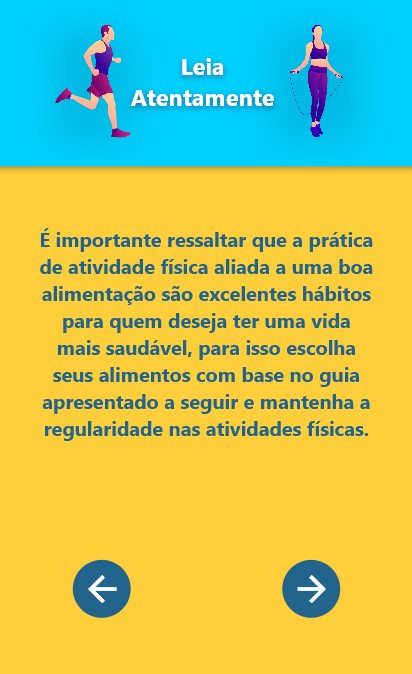 Leia
Atentamente
É importante ressaltar que a prática
de atividade física aliada a uma boa
alimentação são excelentes hábitos
para quem deseja ter uma vida
mais saudável, para isso escolha
seus alimentos com base no guia
apresentado a seguir e mantenha a
regularidade nas atividades físicas.